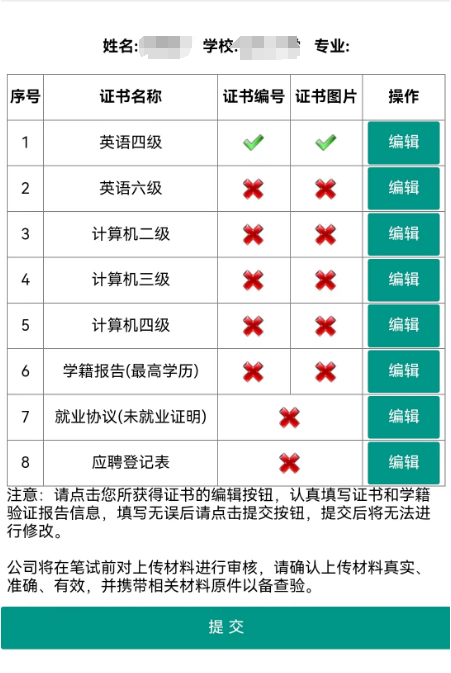 姓名: 学校: 专业:
序号 证书名称 证书编号 证书图片 操作
1 英语四级 编辑
2 英语六级 编辑
3 计算机二级 编辑
4 计算机三级 编辑
5 计算机四级 编辑
6 学籍报告(最高学历) 编辑
7 就业协议(未就业证明) 编辑
8 应聘登记表 编辑
注意：请点击您所获得证书的编辑按钮，认真填写证书和学籍
验证报告信息，填写无误后请点击提交按钮，提交后将无法进
行修改。
公司将在笔试前对上传材料进行审核，请确认上传材料真实、
准确、有效，并携带相关材料原件以备查验。
提 交